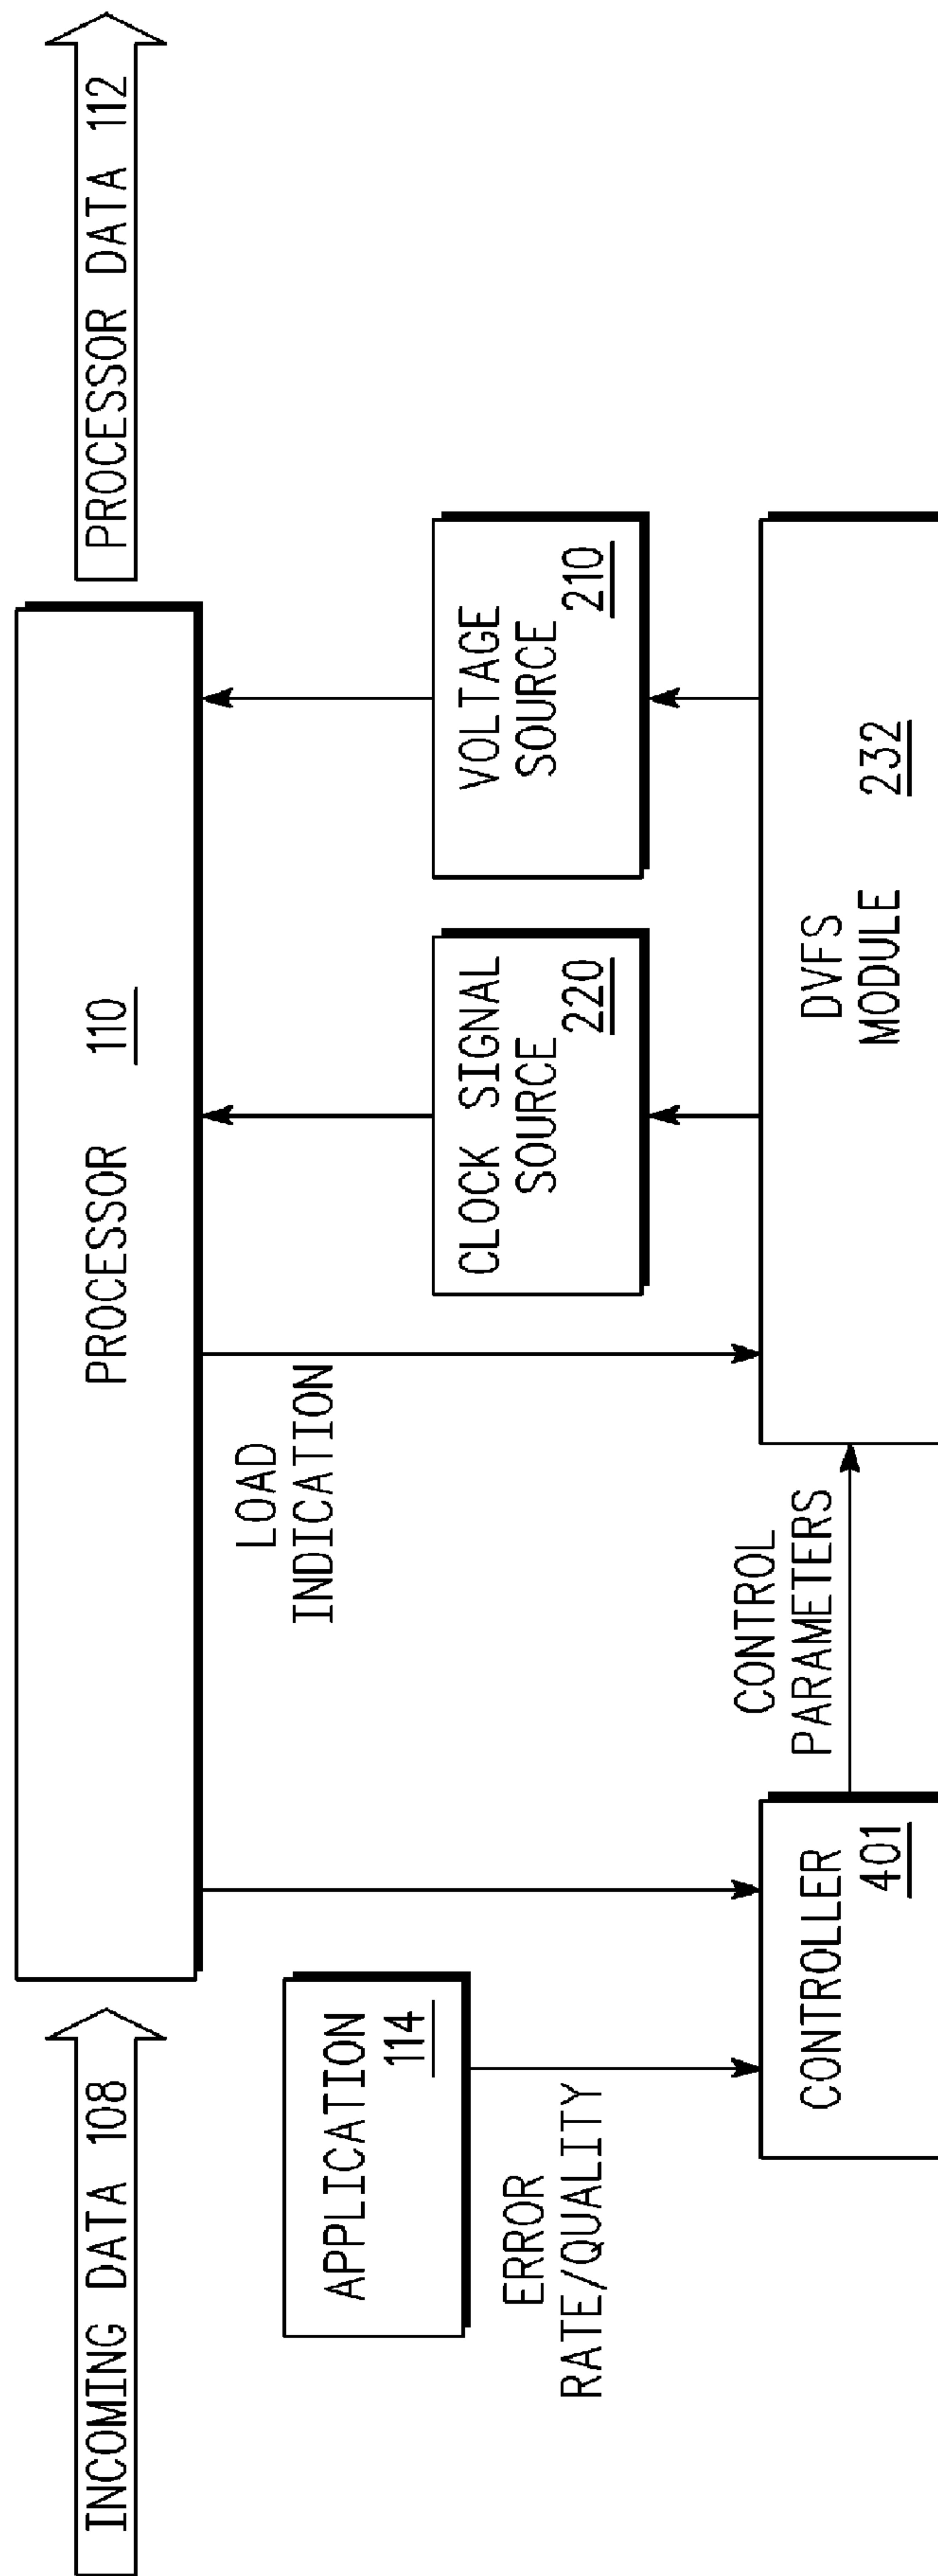 INCOMING DATA 108
PROCESSOR 110
PROCESSOR DATA 112
APPLICATION
114
ERROR
RATE/QUALITY
LOAD
INDICATION
CLOCK SIGNAL
SOURCE 220
VOLTAGE
SOURCE
210
CONTROLLER
401
CONTROL
PARAMETERS
DVFS
MODULE 232